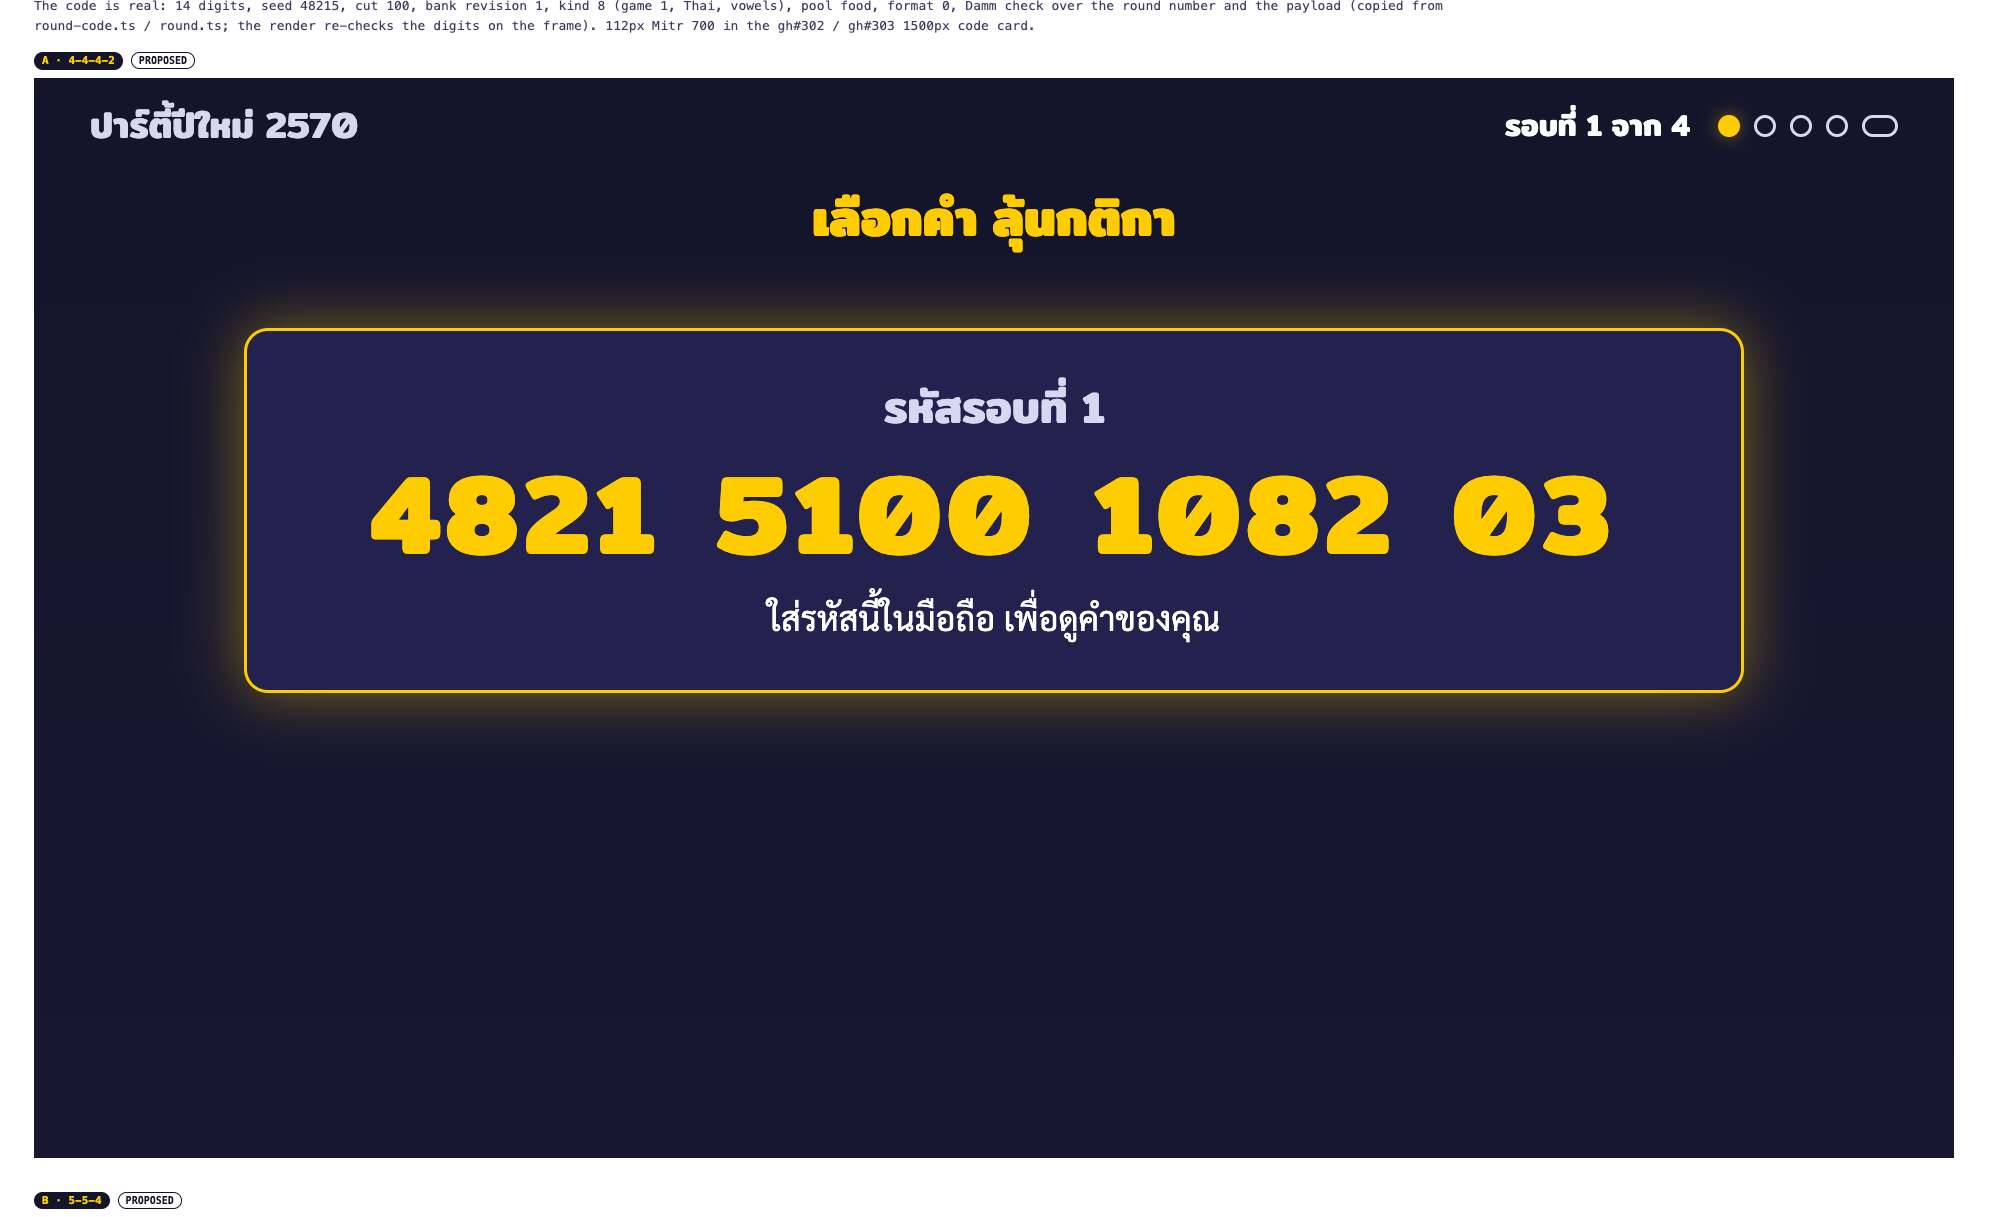 The code is real: 14 digits, seed 48215, cut 100, bank revision 1, kind 8 (game 1, Thai, vowels), pool food, format 0, Damm check over the round number and the payload (copied from
round-code.ts / round.ts; the render re-checks the digits on the frame). 112px Mitr 700 in the gh#302 / gh#303 1500px code card.
A · 4–4–4–2 PROPOSED
ปาร์ตี้ปีใหม่ 2570
รอบที่ 1 จาก 4
เลือกคำ ลุ้นกติกา
รหัสรอบที่ 1
4821 5100 1082 03
ใส่รหัสนี้ในมือถือ เพื่อดูคำของคุณ
B · 5–5–4 PROPOSED